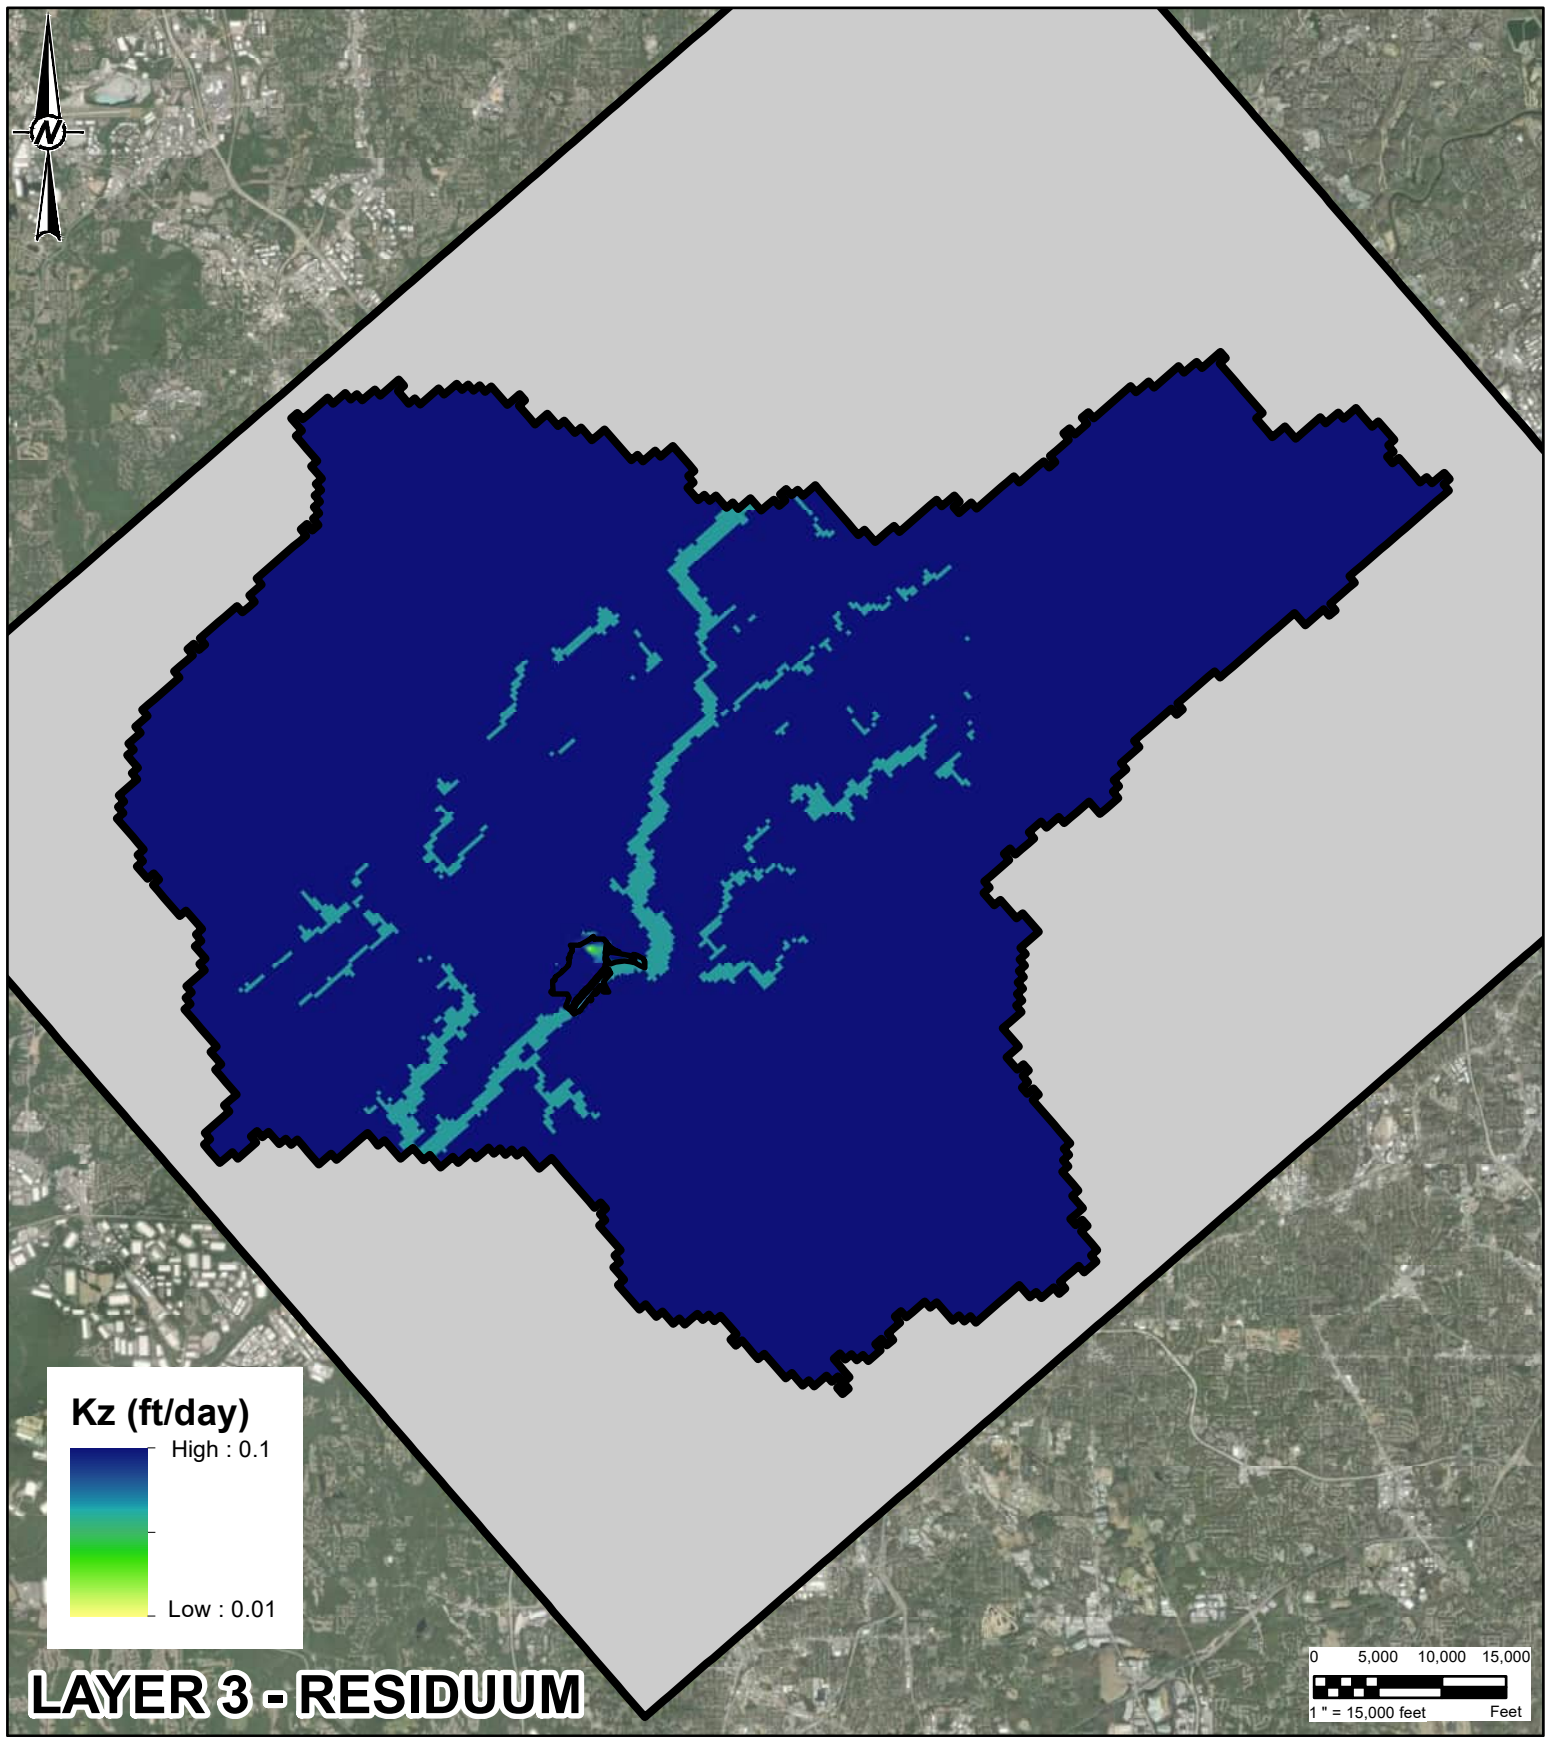 N
Kz (ft/day)
High : 0.1
Low : 0.01
LAYER 3 - RESIDUUM
0 5,000 10,000 15,000
1 " = 15,000 feet Feet